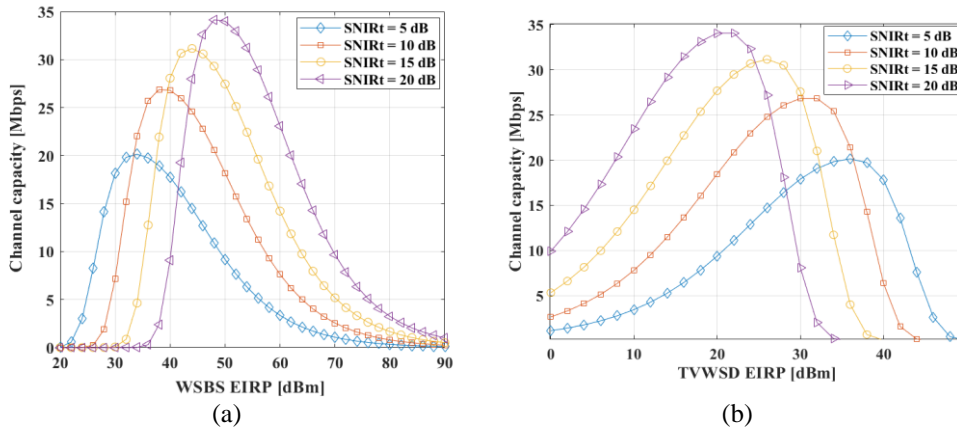 35
30
25
20
15
10
5
0
Channel capacity [Mbps]
SNIRt = 5 dB
SNIRt = 10 dB
SNIRt = 15 dB
SNIRt = 20 dB
20 30 40 50 60 70 80 90
WSBS EIRP [dBm]
(a)
35
30
25
20
15
10
5
Channel capacity [Mbps]
SNIRt = 5 dB
SNIRt = 10 dB
SNIRt = 15 dB
SNIRt = 20 dB
0 10 20 30 40
TVWSD EIRP [dBm]
(b)